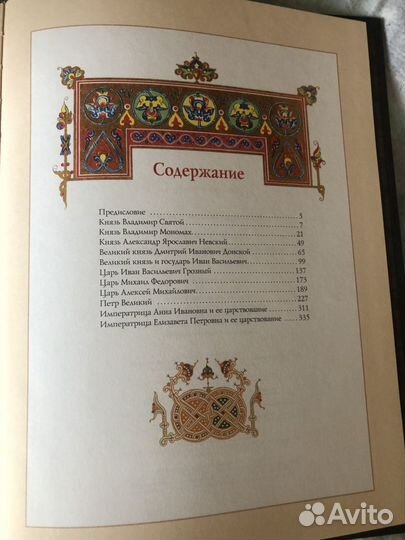 Содержание
Предисловие 5
Князь Владимир Святой 7
Князь Владимир Мономах 21
Князь Александр Ярославич Невский 49
Великий князь Дмитрий Иванович Донской 65
Великий князь и государь Иван Васильевич 99
Царь Иван Васильевич Грозный 137
Царь Михаил Федорович 173
Царь Алексей Михайлович 189
Петр Великий 227
Императрица Анна Ивановна и ее царствование 311
Императрица Елизавета Петровна и ее царствование 335
Avito